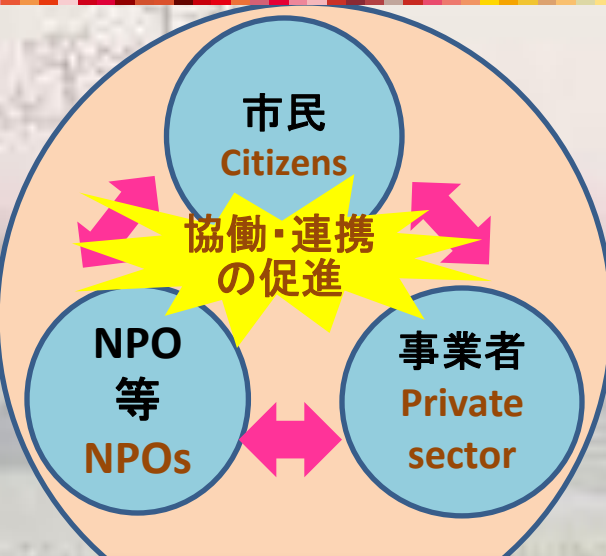 市民
Citizens
協働・連携
の促進
NPO
等
NPOs
事業者
Private
sector